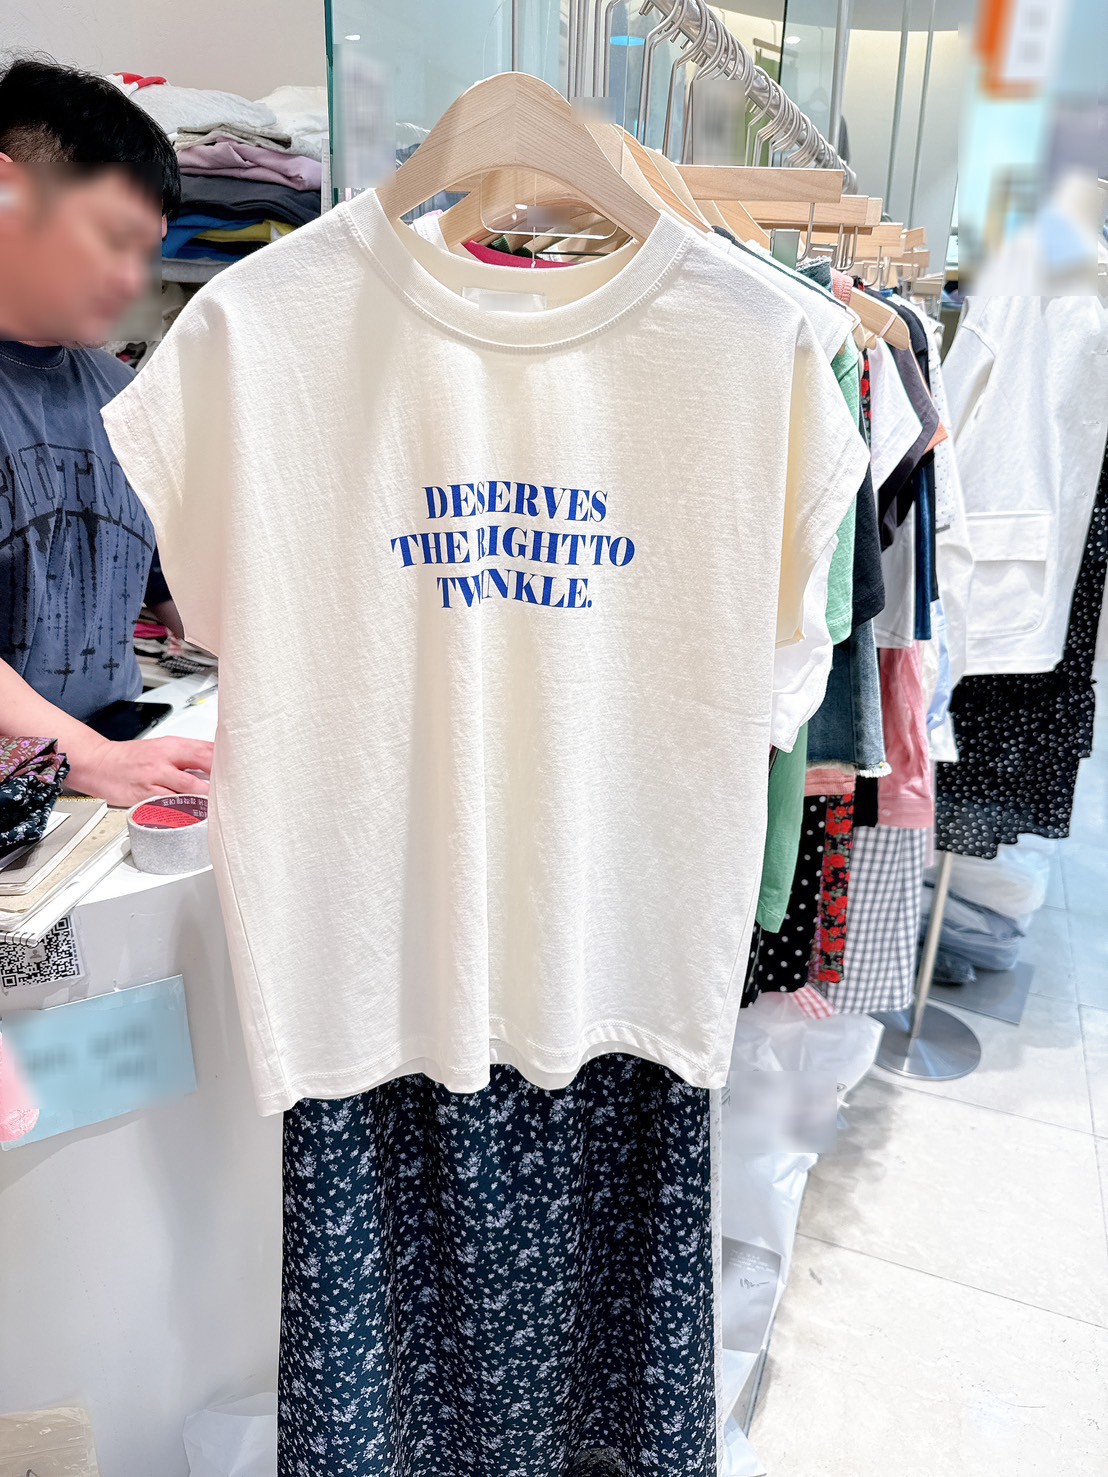 DESERVES
THE RIGHT TO
TWINKLE.